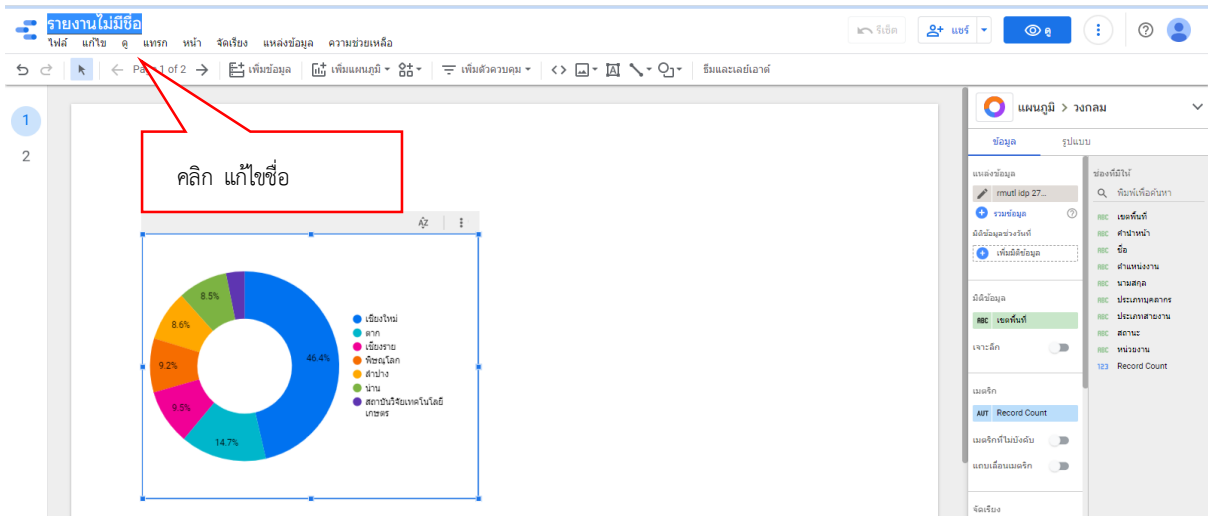 รายงานไม่มีชื่อ
ไฟล์ แก้ไข ดู แทรก หน้า จัดเรียง แหล่งข้อมูล ความช่วยเหลือ
รีเซ็ต แชร์ ดู
Page 1 of 2 เพิ่มข้อมูล เพิ่มแผนภูมิ เพิ่มตัวควบคุม ธีมและเลย์เอาต์
1
2
คลิก แก้ไขชื่อ
AZ
46.4%
14.7%
9.5%
9.2%
8.6%
8.5%
เชียงใหม่
ตาก
เชียงราย
พิษณุโลก
ลำปาง
น่าน
สถาบันวิจัยเทคโนโลยี
เกษตร
แผนภูมิ > วงกลม
ข้อมูล รูปแบบ
แหล่งข้อมูล
rmutl idp 27...
รวมข้อมูล
มิติข้อมูลช่วงวันที่
เพิ่มมิติข้อมูล
มิติข้อมูล
RBC เขตพื้นที่
เจาะลึก
เมตริก
AUT Record Count
เมตริกที่ไม่บังคับ
แถบเลื่อนเมตริก
จัดเรียง
ช่องที่มีให้
พิมพ์เพื่อค้นหา
RBC เขตพื้นที่
RBC คำนำหน้า
RBC ชื่อ
RBC ตำแหน่งงาน
RBC นามสกุล
RBC ประเภทบุคลากร
RBC ประเภทสายงาน
RBC สถานะ
RBC หน่วยงาน
123 Record Count